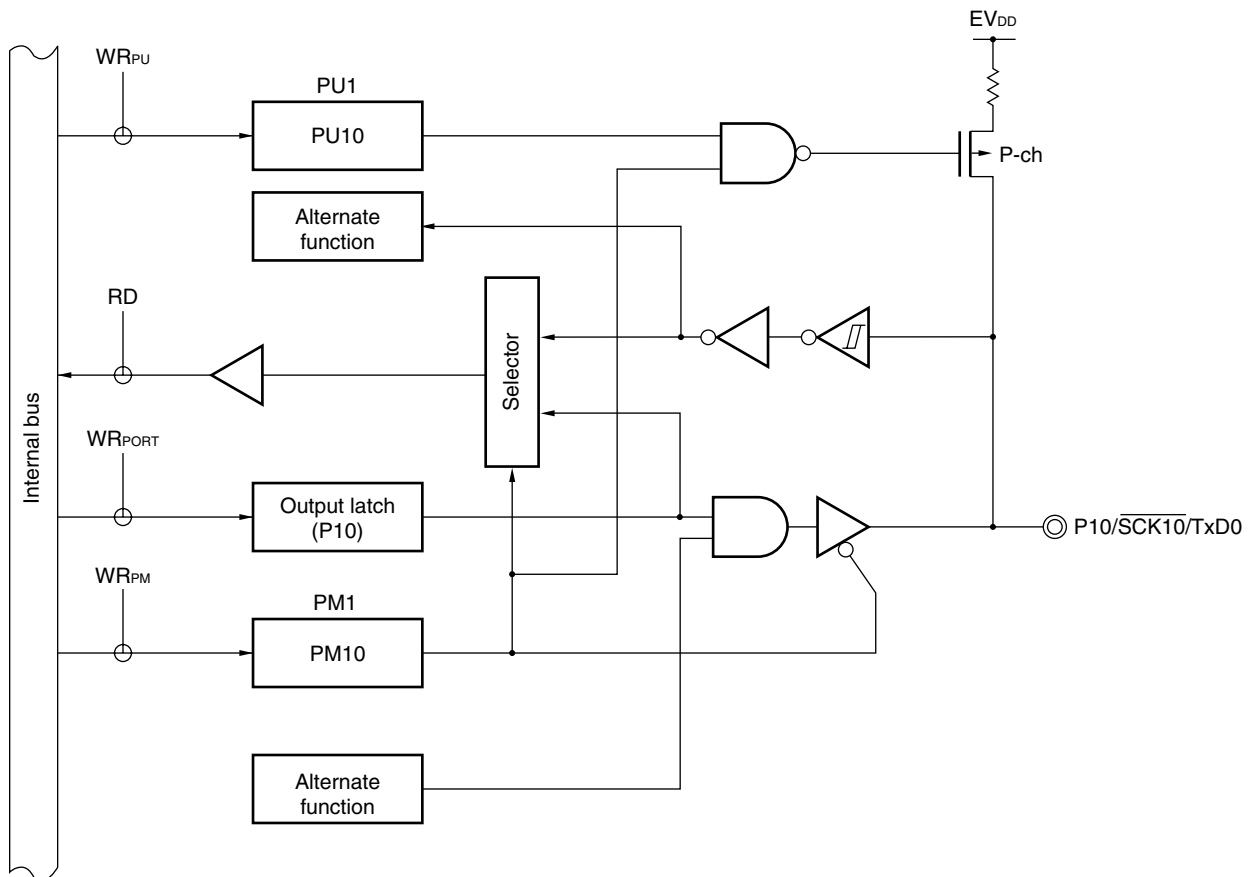 EVDD
WRPU
PU1
PU10
P-ch
Alternate
function
RD
Selector
Internal bus
WRPORT
Output latch
(P10)
P10/SCK10/TxD0
WRPM
PM1
PM10
Alternate
function